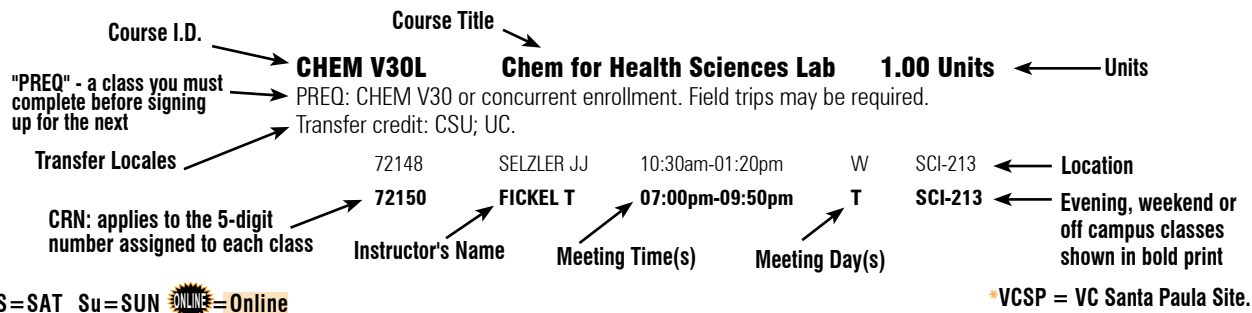 Course I.D.
Course Title
CHEM V30L Chem for Health Sciences Lab 1.00 Units
Units
"PREQ" - a class you must
complete before signing
up for the next
PREQ: CHEM V30 or concurrent enrollment. Field trips may be required.
Transfer credit: CSU; UC.
Transfer Locales
72148 SELZLER JJ 10:30am-01:20pm W SCI-213
Location
72150 FICKEL T 07:00pm-09:50pm T SCI-213
CRN: applies to the 5-digit
number assigned to each class
Instructor's Name
Meeting Time(s)
Meeting Day(s)
Evening, weekend or
off campus classes
shown in bold print
S=SAT Su=SUN ONLINE=Online
*VCSP = VC Santa Paula Site.